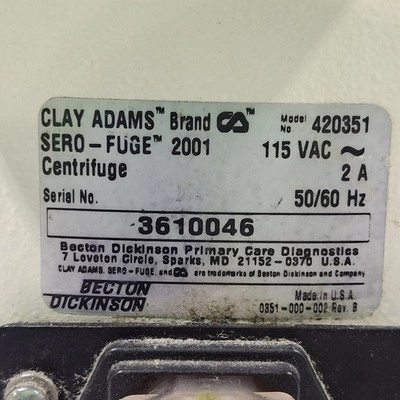 CLAY ADAMS™ Brand ™ Model No 420351
SERO-FUGE™ 2001 115 VAC ~
Centrifuge 2 A
Serial No. 50/60 Hz
3610046
Becton Dickinson Primary Care Diagnostics
7 Loveton Circle, Sparks, MD 21152-0370 U.S.A.
CLAY ADAMS, SERO-FUGE, and are trademarks of Becton Dickinson and Company
BECTON Made in U.S.A
DICKINSON 0351-000-002 Rev. B